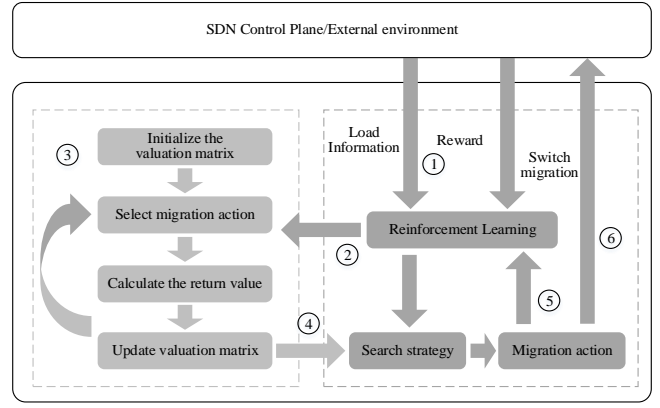 SDN Control Plane/External environment
Load
Information
①
Reward
Switch
migration
③
Initialize the
valuation matrix
Select migration action
②
Reinforcement Learning
⑥
Calculate the return value
④
⑤
Update valuation matrix
Search strategy
Migration action